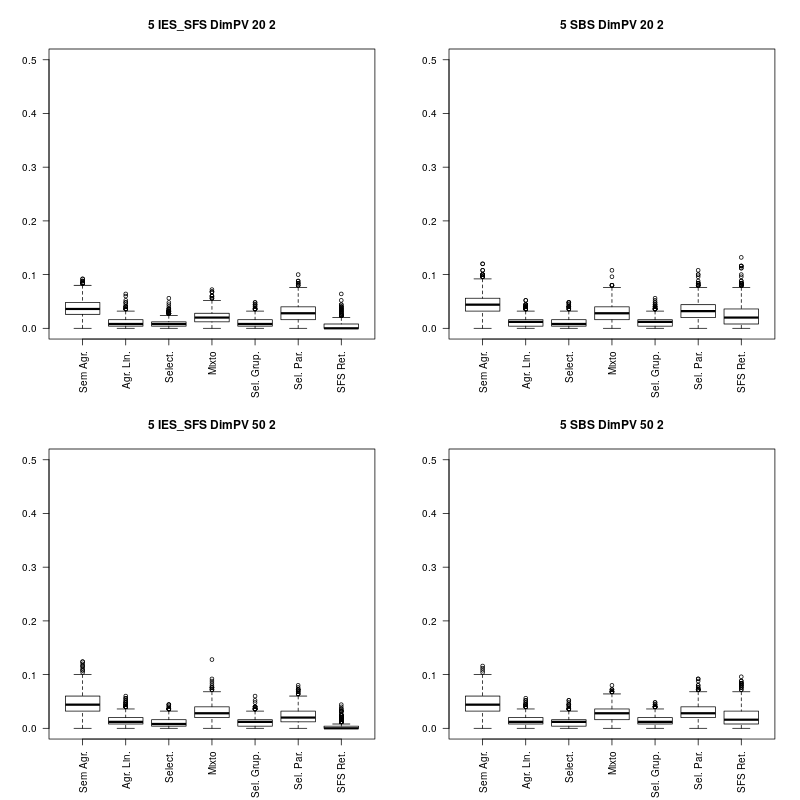 5 IES_SFS DimPV 20 2
0.5
0.4
0.3
0.2
0.1
0.0
Sem Agr.
Agr. Lin.
Select.
Mixto
Sel. Grup.
Sel. Par.
SFS Ret.
5 SBS DimPV 20 2
0.5
0.4
0.3
0.2
0.1
0.0
Sem Agr.
Agr. Lin.
Select.
Mixto
Sel. Grup.
Sel. Par.
SFS Ret.
5 IES_SFS DimPV 50 2
0.5
0.4
0.3
0.2
0.1
0.0
Sem Agr.
Agr. Lin.
Select.
Mixto
Sel. Grup.
Sel. Par.
SFS Ret.
5 SBS DimPV 50 2
0.5
0.4
0.3
0.2
0.1
0.0
Sem Agr.
Agr. Lin.
Select.
Mixto
Sel. Grup.
Sel. Par.
SFS Ret.